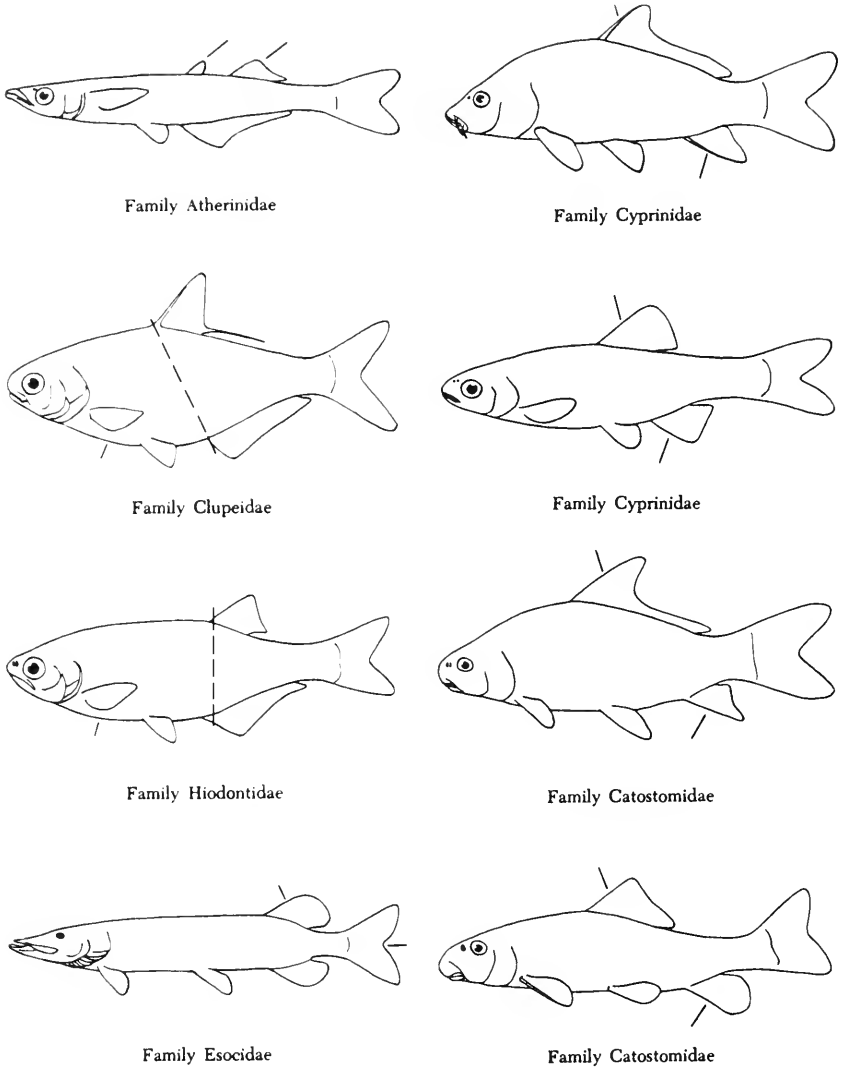 Family Atherinidae
Family Cyprinidae
Family Clupeidae
Family Cyprinidae
Family Hiodontidae
Family Catostomidae
Family Esocidae
Family Catostomidae